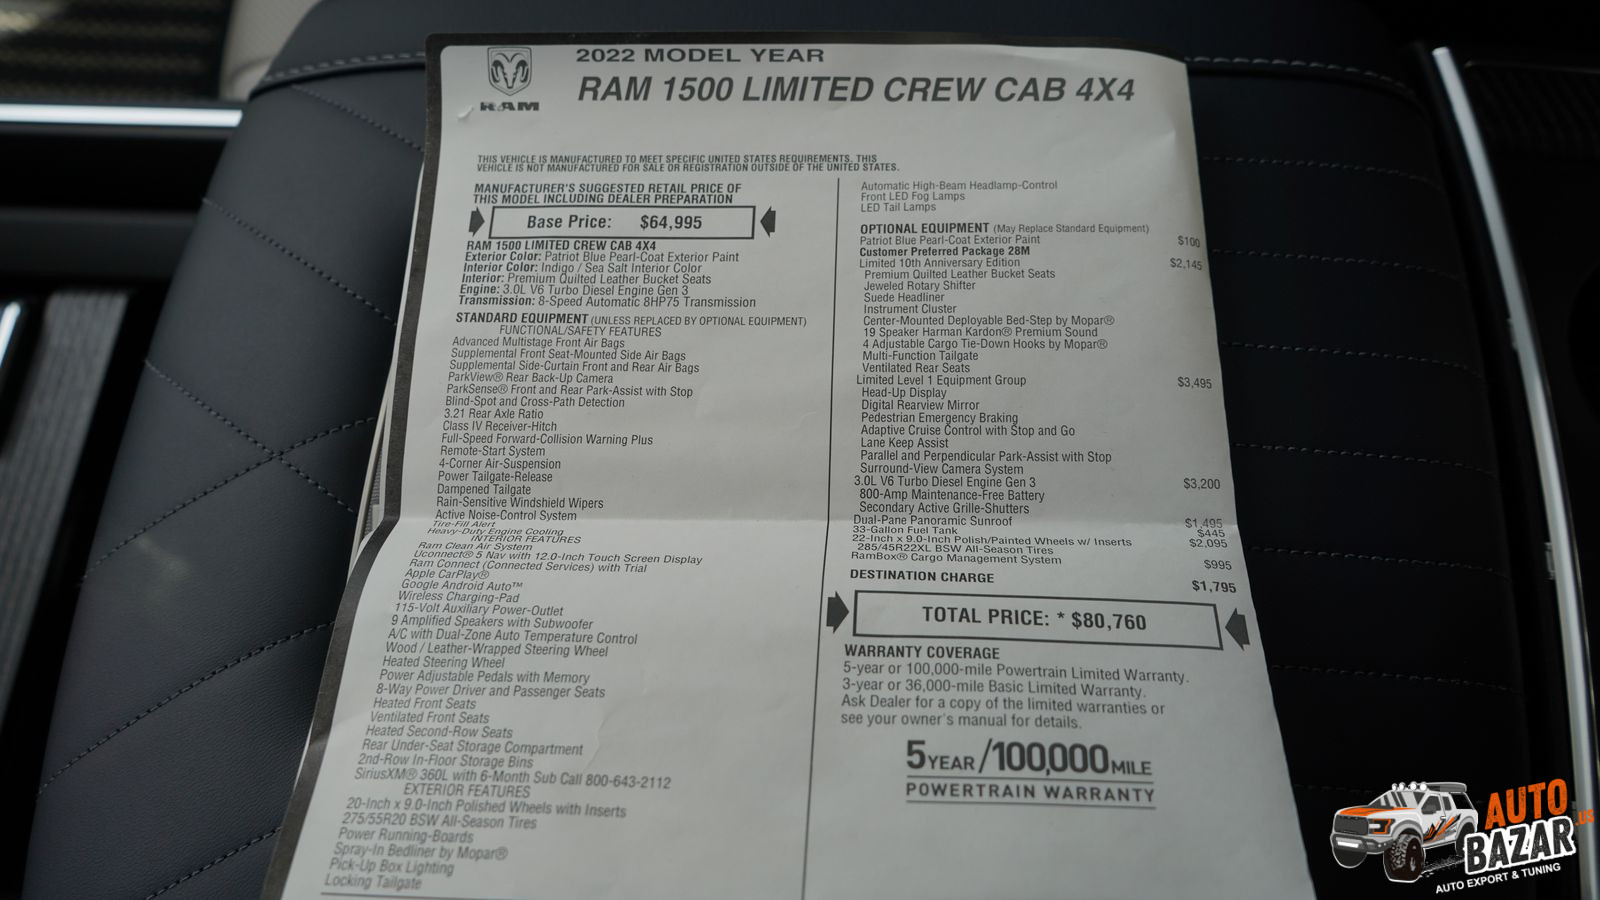 RAM
2022 MODEL YEAR
RAM 1500 LIMITED CREW CAB 4X4
THIS VEHICLE IS MANUFACTURED TO MEET SPECIFIC UNITED STATES REQUIREMENTS. THIS
VEHICLE IS NOT MANUFACTURED FOR SALE OR REGISTRATION OUTSIDE OF THE UNITED STATES.
MANUFACTURER'S SUGGESTED RETAIL PRICE OF
THIS MODEL INCLUDING DEALER PREPARATION
Base Price: $64,995
RAM 1500 LIMITED CREW CAB 4X4
Exterior Color: Patriot Blue Pearl-Coat Exterior Paint
Interior Color: Indigo / Sea Salt Interior Color
Interior: Premium Quilted Leather Bucket Seats
Engine: 3.0L V6 Turbo Diesel Engine Gen 3
Transmission: 8-Speed Automatic 8HP75 Transmission
STANDARD EQUIPMENT (UNLESS REPLACED BY OPTIONAL EQUIPMENT)
FUNCTIONAL/SAFETY FEATURES
Advanced Multistage Front Air Bags
Supplemental Front Seat-Mounted Side Air Bags
Supplemental Side-Curtain Front and Rear Air Bags
ParkView® Rear Back-Up Camera
ParkSense® Front and Rear Park-Assist with Stop
Blind-Spot and Cross-Path Detection
3.21 Rear Axle Ratio
Class IV Receiver-Hitch
Full-Speed Forward-Collision Warning Plus
Remote-Start System
4-Corner Air-Suspension
Power Tailgate-Release
Dampened Tailgate
Rain-Sensitive Windshield Wipers
Active Noise-Control System
Tire-Fill Alert
Heavy-Duty Engine Cooling
INTERIOR FEATURES
Ram Clean Air System
Uconnect® 5 Nav with 12.0-Inch Touch Screen Display
Ram Connect (Connected Services) with Trial
Apple CarPlay®
Google Android Auto™
Wireless Charging-Pad
115-Volt Auxiliary Power-Outlet
9 Amplified Speakers with Subwoofer
A/C with Dual-Zone Auto Temperature Control
Wood / Leather-Wrapped Steering Wheel
Heated Steering Wheel
Power Adjustable Pedals with Memory
8-Way Power Driver and Passenger Seats
Heated Front Seats
Ventilated Front Seats
Heated Second-Row Seats
Rear Under-Seat Storage Compartment
2nd-Row In-Floor Storage Bins
SiriusXM® 360L with 6-Month Sub Call 800-643-2112
EXTERIOR FEATURES
20-Inch x 9.0-Inch Polished Wheels with Inserts
275/55R20 BSW All-Season Tires
Power Running-Boards
Spray-In Bedliner by Mopar®
Pick-Up Box Lighting
Locking Tailgate
Automatic High-Beam Headlamp-Control
Front LED Fog Lamps
LED Tail Lamps
OPTIONAL EQUIPMENT (May Replace Standard Equipment)
Patriot Blue Pearl-Coat Exterior Paint $100
Customer Preferred Package 28M
Limited 10th Anniversary Edition $2,145
Premium Quilted Leather Bucket Seats
Jeweled Rotary Shifter
Suede Headliner
Instrument Cluster
Center-Mounted Deployable Bed-Step by Mopar®
19 Speaker Harman Kardon® Premium Sound
4 Adjustable Cargo Tie-Down Hooks by Mopar®
Multi-Function Tailgate
Ventilated Rear Seats
Limited Level 1 Equipment Group $3,495
Head-Up Display
Digital Rearview Mirror
Pedestrian Emergency Braking
Adaptive Cruise Control with Stop and Go
Lane Keep Assist
Parallel and Perpendicular Park-Assist with Stop
Surround-View Camera System
3.0L V6 Turbo Diesel Engine Gen 3 $3,200
800-Amp Maintenance-Free Battery
Secondary Active Grille-Shutters
Dual-Pane Panoramic Sunroof $1,495
33-Gallon Fuel Tank $445
22-Inch x 9.0-Inch Polish/Painted Wheels w/ Inserts $2,095
285/45R22XL BSW All-Season Tires
RamBox® Cargo Management System $995
DESTINATION CHARGE $1,795
TOTAL PRICE: * $80,760
WARRANTY COVERAGE
5-year or 100,000-mile Powertrain Limited Warranty.
3-year or 36,000-mile Basic Limited Warranty.
Ask Dealer for a copy of the limited warranties or
see your owner's manual for details.
5YEAR/100,000MILE
POWERTRAIN WARRANTY
AUTO
BAZAR.US
AUTO EXPORT & TUNING